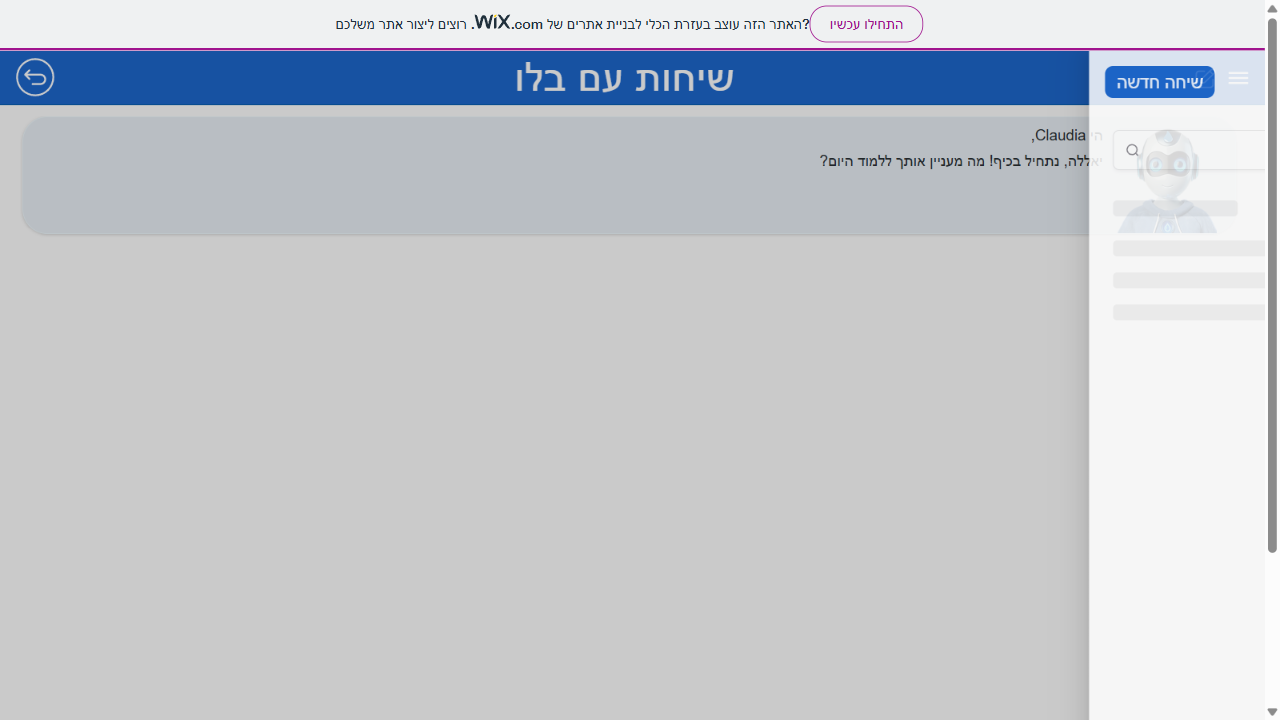 האתר הזה עוצב בעזרת הכלי לבניית אתרים של WiX.com. רוצים ליצור אתר משלכם?
התחילו עכשיו
שיחות עם בלו
שיחה חדשה
הי Claudia,
יאללה, נתחיל בכיף! מה מעניין אותך ללמוד היום?